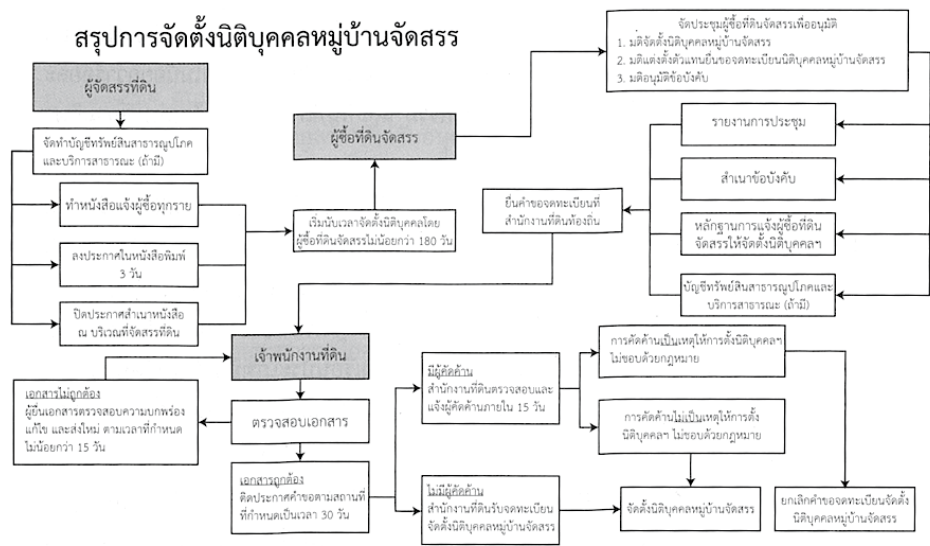 สรุปการจัดตั้งนิติบุคคลหมู่บ้านจัดสรร
ผู้จัดสรรที่ดิน
จัดทำบัญชีทรัพย์สินสาธารณูปโภค
และบริการสาธารณะ (ถ้ามี)
ทำหนังสือแจ้งผู้ซื้อทุกราย
ลงประกาศในหนังสือพิมพ์
3 วัน
ปิดประกาศสำเนาหนังสือ
ณ บริเวณที่จัดสรรที่ดิน
เริ่มนับเวลาจัดตั้งนิติบุคคลโดย
ผู้ซื้อที่ดินจัดสรรไม่น้อยกว่า 180 วัน
ผู้ซื้อที่ดินจัดสรร
จัดประชุมผู้ซื้อที่ดินจัดสรรเพื่ออนุมัติ
1. มติจัดตั้งนิติบุคคลหมู่บ้านจัดสรร
2. มติแต่งตั้งตัวแทนยื่นขอจดทะเบียนนิติบุคคลหมู่บ้านจัดสรร
3. มติอนุมัติข้อบังคับ
รายงานการประชุม
สำเนาข้อบังคับ
หลักฐานการแจ้งผู้ซื้อที่ดิน
จัดสรรให้จัดตั้งนิติบุคคลฯ
บัญชีทรัพย์สินสาธารณูปโภคและ
บริการสาธารณะ (ถ้ามี)
ยื่นคำขอจดทะเบียนที่
สำนักงานที่ดินท้องถิ่น
เจ้าพนักงานที่ดิน
ตรวจสอบเอกสาร
เอกสารไม่ถูกต้อง
ผู้ยื่นเอกสารตรวจสอบความบกพร่อง
แก้ไข และส่งใหม่ ตามเวลาที่กำหนด
ไม่น้อยกว่า 15 วัน
เอกสารถูกต้อง
ติดประกาศคำขอตามสถานที่
ที่กำหนดเป็นเวลา 30 วัน
มีผู้คัดค้าน
สำนักงานที่ดินตรวจสอบและ
แจ้งผู้คัดค้านภายใน 15 วัน
ไม่มีผู้คัดค้าน
สำนักงานที่ดินรับจดทะเบียน
จัดตั้งนิติบุคคลหมู่บ้านจัดสรร
การคัดค้านเป็นเหตุให้การตั้งนิติบุคคลฯ
ไม่ชอบด้วยกฎหมาย
การคัดค้านไม่เป็นเหตุให้การตั้ง
นิติบุคคลฯ ไม่ชอบด้วยกฎหมาย
จัดตั้งนิติบุคคลหมู่บ้านจัดสรร
ยกเลิกคำขอจดทะเบียนจัดตั้ง
นิติบุคคลหมู่บ้านจัดสรร